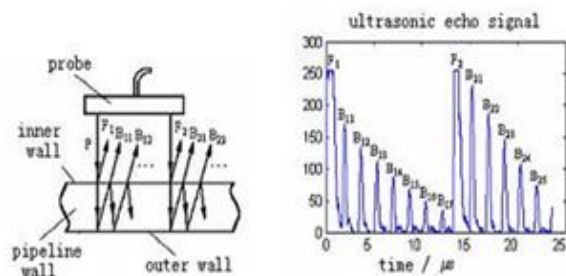 probe
P
F1 B11 B12 ... F2 B21 B22 ...
inner wall
pipeline wall
outer wall
ultrasonic echo signal
300
250
200
150
100
50
0
F1
B11
B12
B13
B14
B15
B16
B17
F2
B21
B22
B23
B24
B25
0 5 10 15 20 25
time / μs